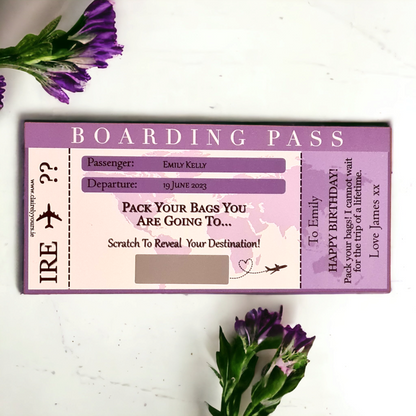 BOARDING PASS
IRE ✈ ??
Passenger: EMILY KELLY
Departure: 19 JUNE 2023
PACK YOUR BAGS YOU
ARE GOING TO...
SCRATCH TO REVEAL YOUR DESTINATION!
To Emily
HAPPY BIRTHDAY!
Pack your bags! I cannot wait
for the trip of a lifetime.
Love James xx